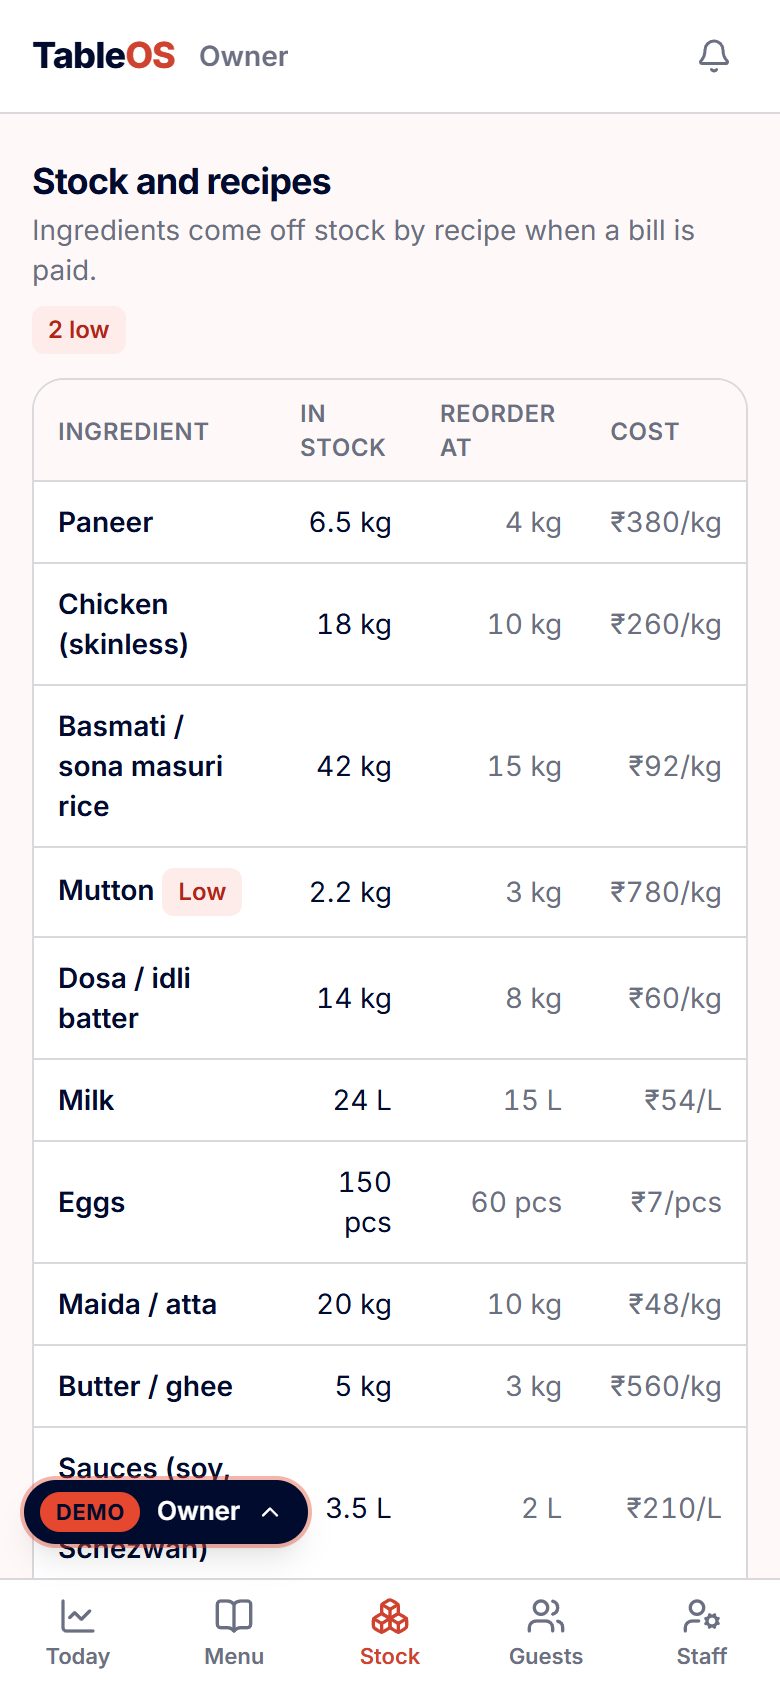 TableOS Owner
Stock and recipes
Ingredients come off stock by recipe when a bill is
paid.
2 low
INGREDIENT IN STOCK REORDER AT COST
Paneer 6.5 kg 4 kg ₹380/kg
Chicken (skinless) 18 kg 10 kg ₹260/kg
Basmati / sona masuri rice 42 kg 15 kg ₹92/kg
Mutton Low 2.2 kg 3 kg ₹780/kg
Dosa / idli batter 14 kg 8 kg ₹60/kg
Milk 24 L 15 L ₹54/L
Eggs 150 pcs 60 pcs ₹7/pcs
Maida / atta 20 kg 10 kg ₹48/kg
Butter / ghee 5 kg 3 kg ₹560/kg
Sauces (soy,
DEMO Owner 3.5 L 2 L ₹210/L
Schezwan)
Today Menu Stock Guests Staff